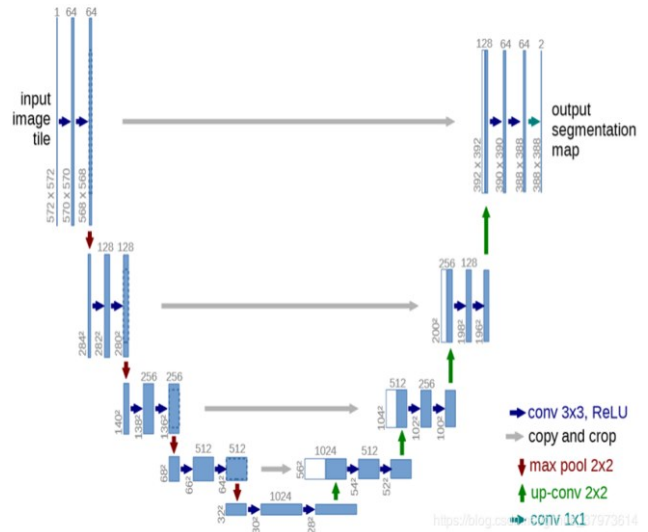 1 64 64
128 64 64 2
input
image
tile
output
segmentation
map
572 x 572
570 x 570
568 x 568
392 x 392
390 x 390
388 x 388
388 x 388
128 128
256 128
284²
282²
280²
200²
198²
196²
256 256
512 256
140²
138²
136²
104²
102²
100²
512 512
1024 512
68²
66²
64²
56²
54²
52²
1024
32²
30²
28²
conv 3x3, ReLU
copy and crop
max pool 2x2
up-conv 2x2
conv 1x1